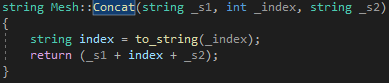 string Mesh::Concat(string _s1, int _index, string _s2)
{
    string index = to_string(_index);
    return (_s1 + index + _s2);
}